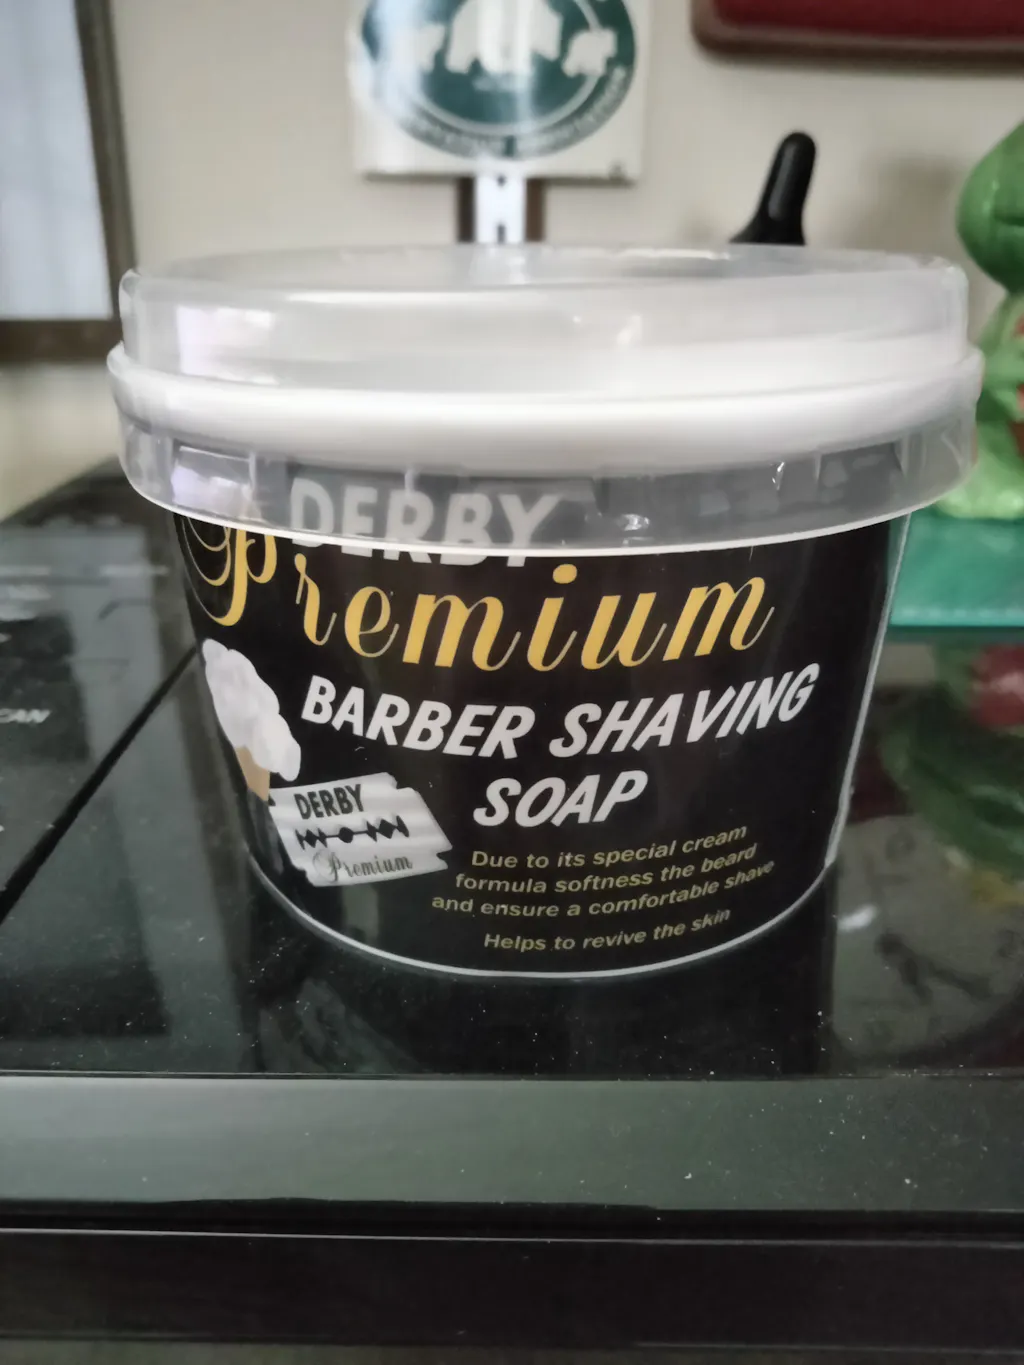 DERBY
Premium
BARBER SHAVING
SOAP
DERBY
Premium
Due to its special cream
formula softness the beard
and ensure a comfortable shave
Helps to revive the skin